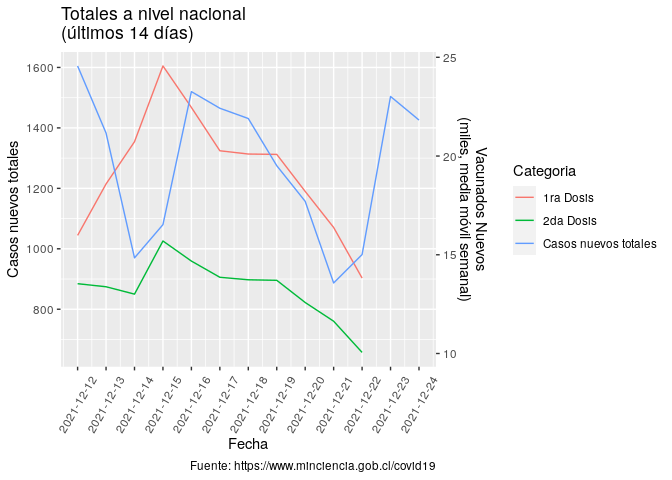 Totales a nivel nacional
(últimos 14 días)
Casos nuevos totales
1600
1400
1200
1000
800
25
20
15
10
Vacunados Nuevos
(miles, media móvil semanal)
2021-12-12
2021-12-13
2021-12-14
2021-12-15
2021-12-16
2021-12-17
2021-12-18
2021-12-19
2021-12-20
2021-12-21
2021-12-22
2021-12-23
2021-12-24
Fecha
Categoria
1ra Dosis
2da Dosis
Casos nuevos totales
Fuente: https://www.minciencia.gob.cl/covid19